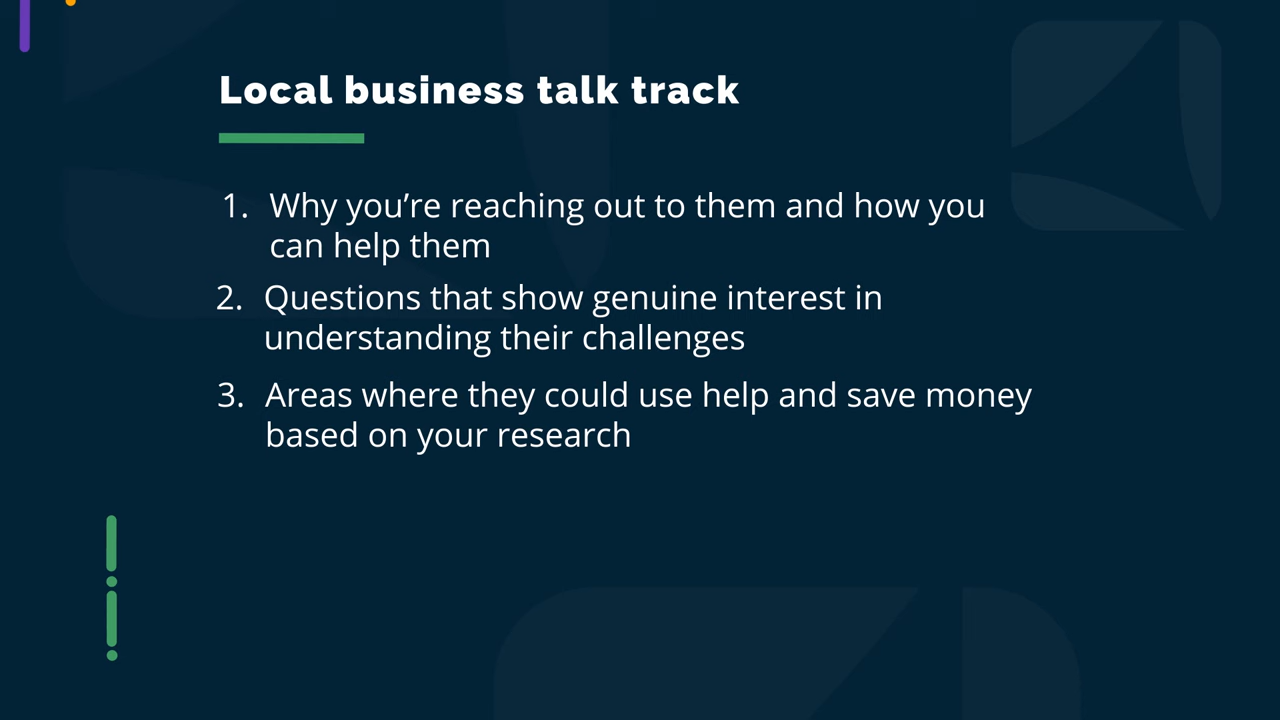 Local business talk track
1. Why you’re reaching out to them and how you
can help them
2. Questions that show genuine interest in
understanding their challenges
3. Areas where they could use help and save money
based on your research